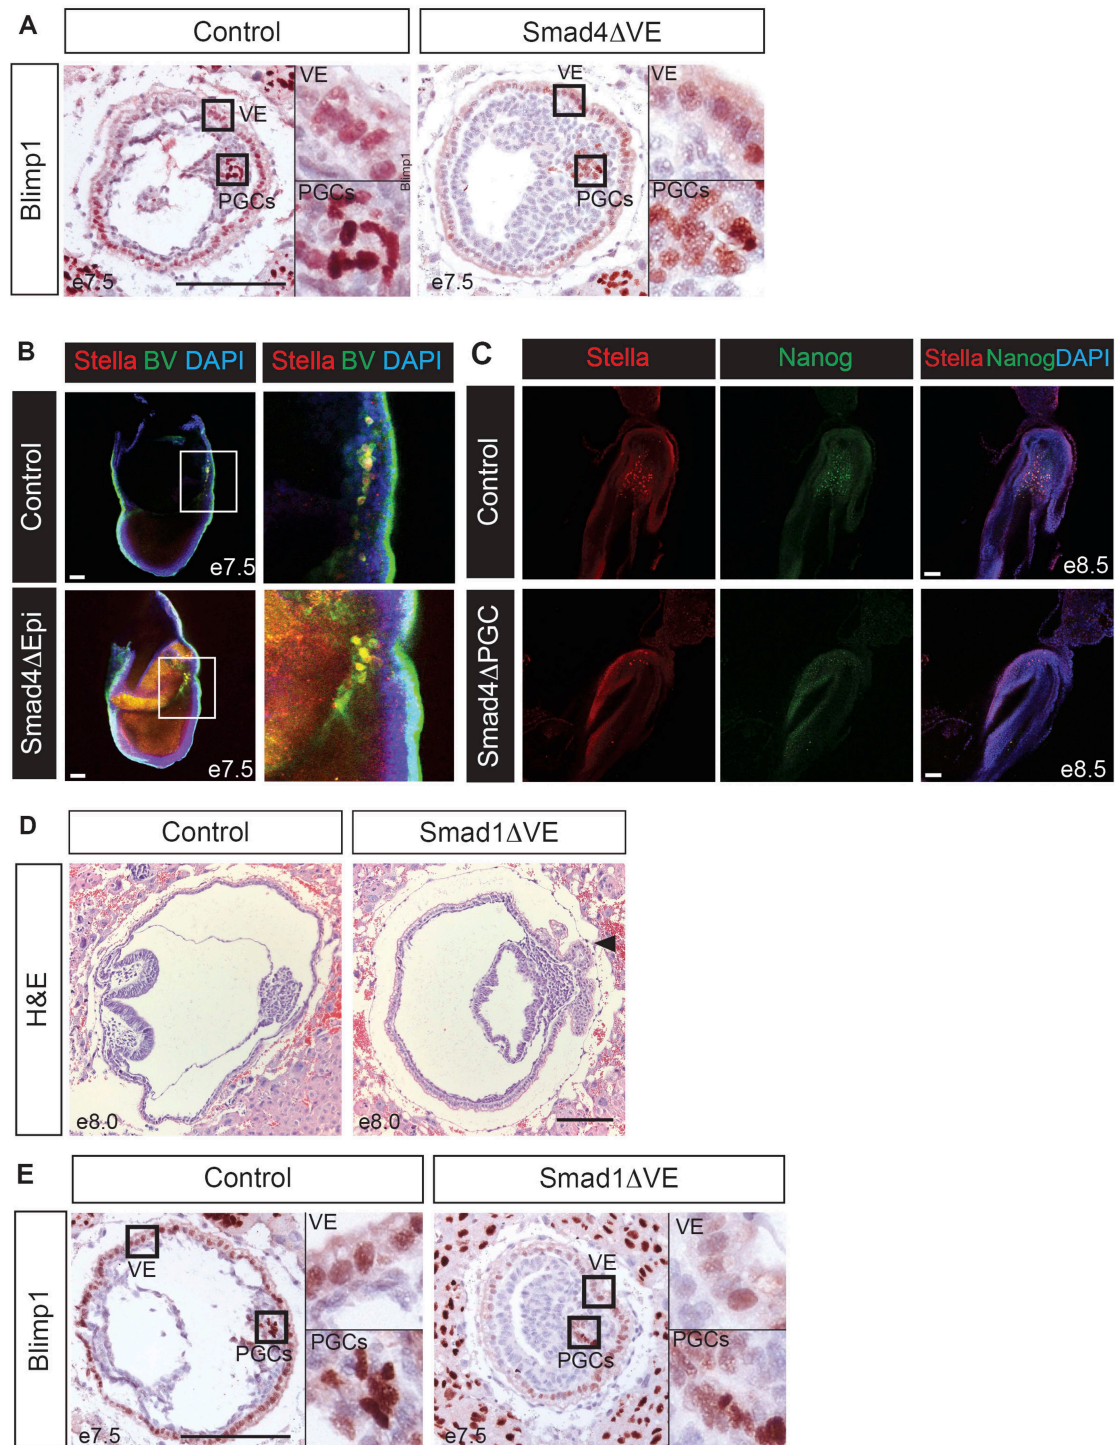 A
Control
Smad4ΔVE
Blimp1
VE
PGCs
e7.5
VE
PGCs
Blimp1
VE
PGCs
e7.5
VE
PGCs
B
Stella BV DAPI
Stella BV DAPI
Control
e7.5
Smad4ΔEpi
e7.5
C
Stella
Nanog
Stella Nanog DAPI
Control
e8.5
Smad4ΔPGC
e8.5
D
Control
Smad1ΔVE
H&E
e8.0
e8.0
E
Control
Smad1ΔVE
Blimp1
VE
PGCs
e7.5
VE
PGCs
VE
PGCs
e7.5
VE
PGCs